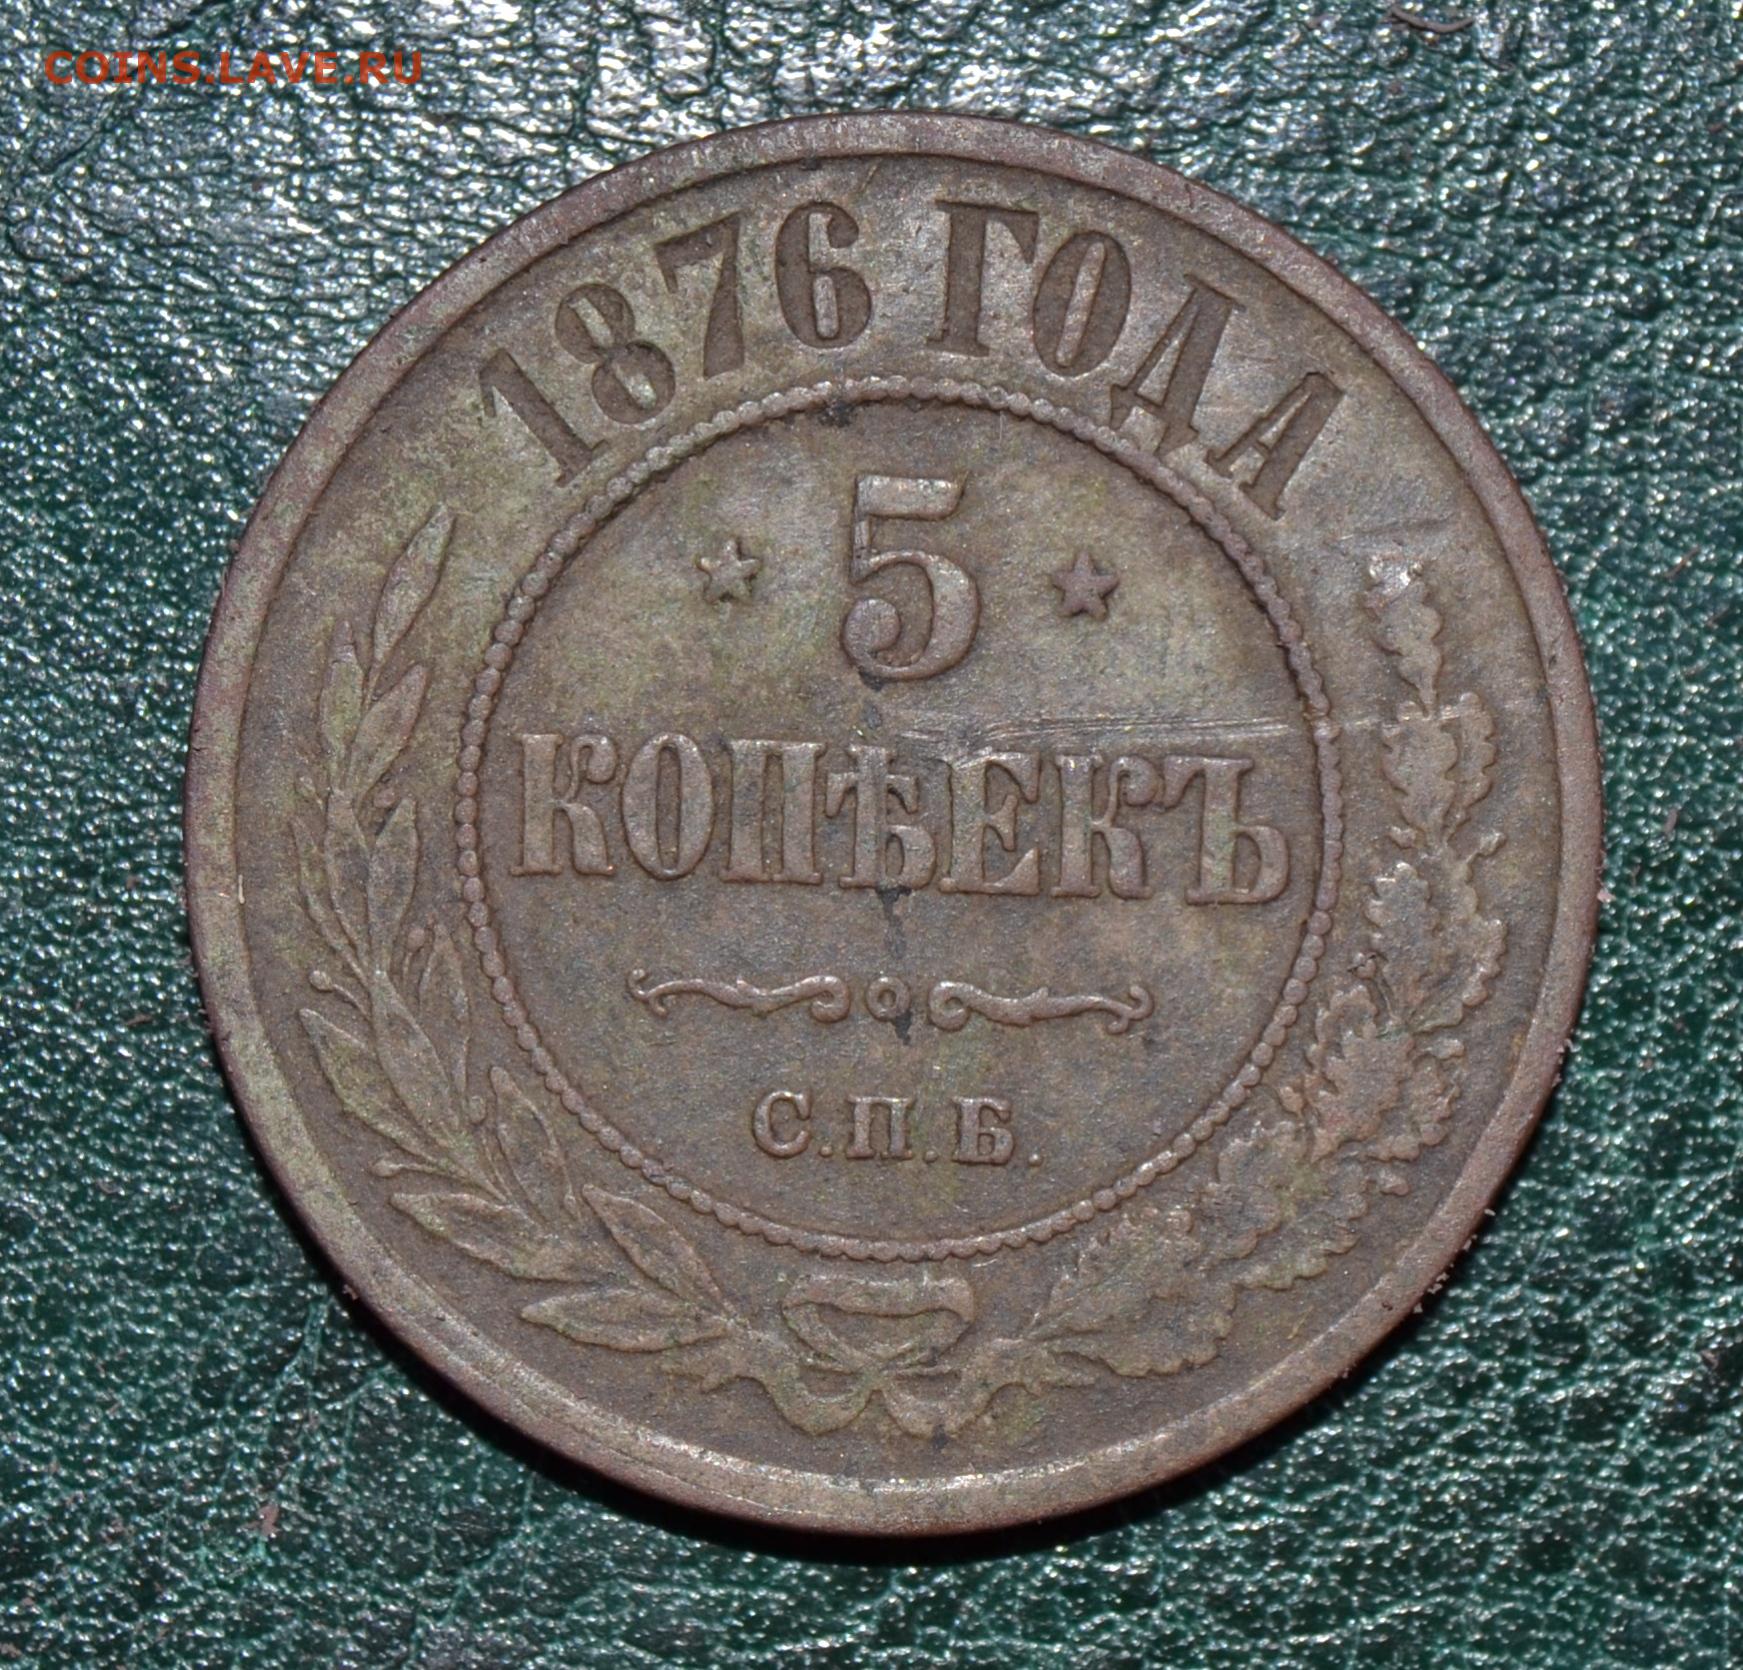 COINS.LAVE.RU
1876 ГОДА
5
КОПѢЕКЪ
С.П.Б.